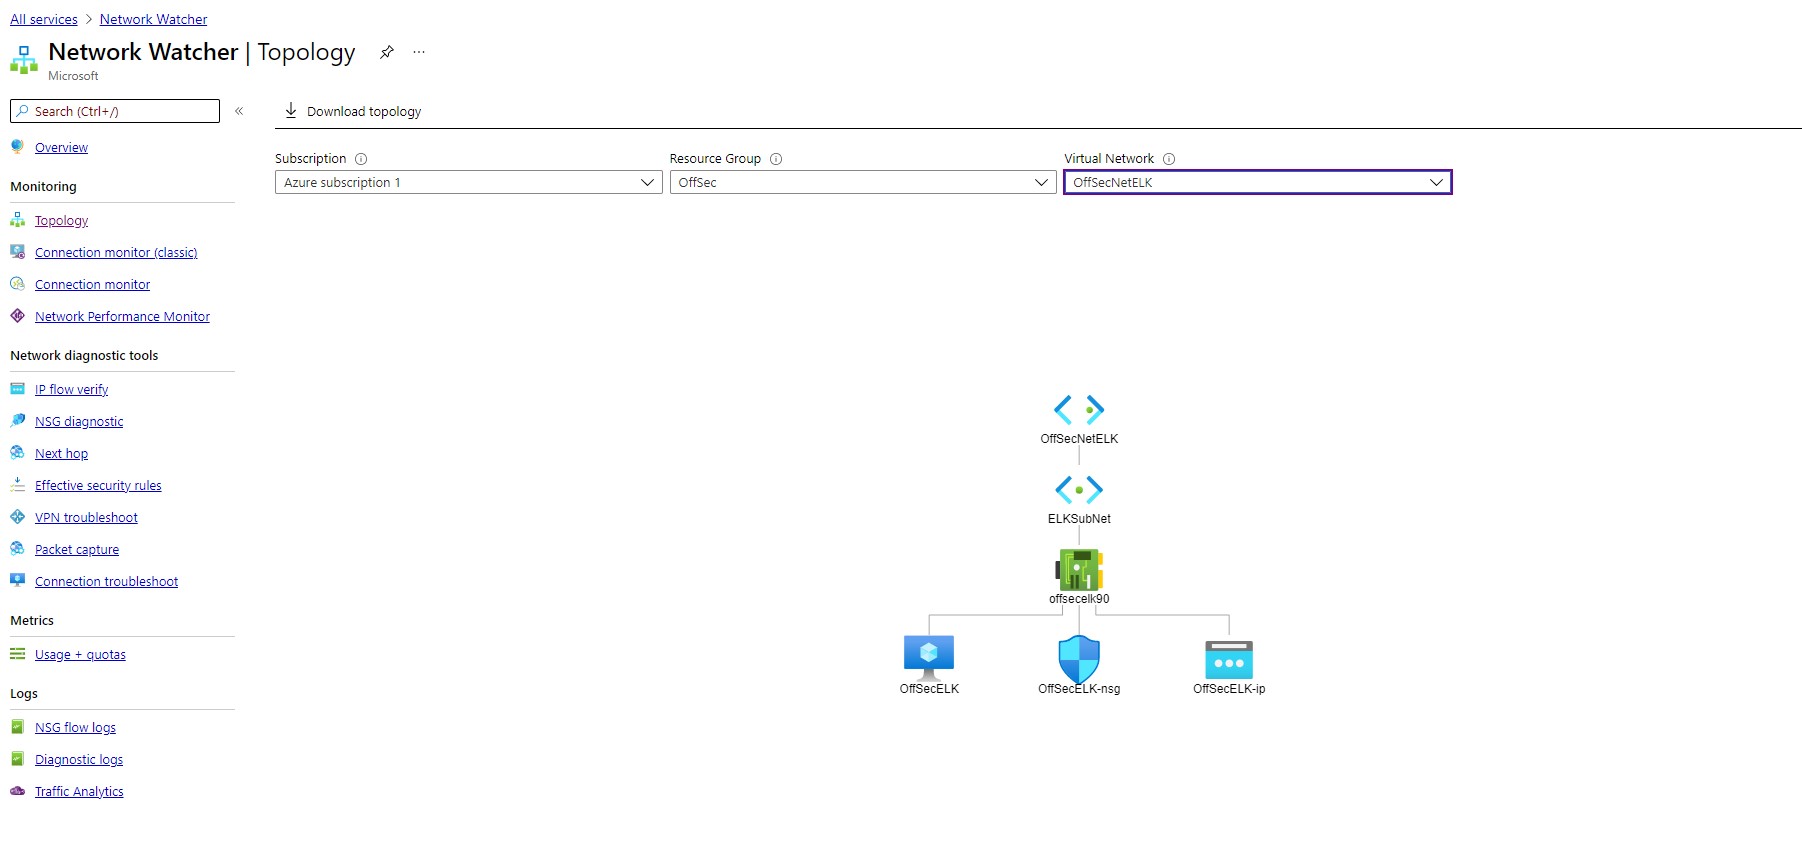 All services > Network Watcher
Network Watcher | Topology
Microsoft
Search (Ctrl+/)
Overview
Monitoring
Topology
Connection monitor (classic)
Connection monitor
Network Performance Monitor
Network diagnostic tools
IP flow verify
NSG diagnostic
Next hop
Effective security rules
VPN troubleshoot
Packet capture
Connection troubleshoot
Metrics
Usage + quotas
Logs
NSG flow logs
Diagnostic logs
Traffic Analytics
Download topology
Subscription
Azure subscription 1
Resource Group
OffSec
Virtual Network
OffSecNetELK
OffSecNetELK
ELKSubNet
offsecelk90
OffSecELK
OffSecELK-nsg
OffSecELK-ip